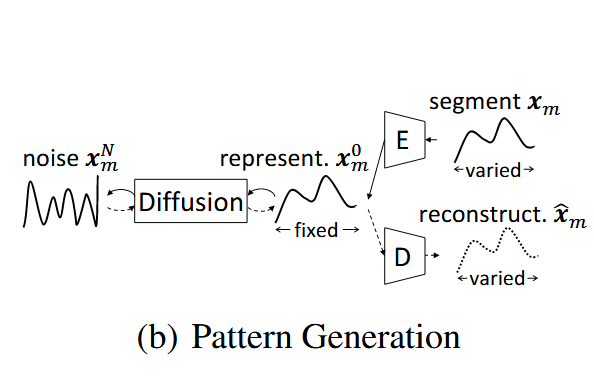 segment x_m
E
←varied→
noise x_m^N
represent. x_m^0
Diffusion
←fixed→
reconstruct. x̂_m
D
←varied→
(b) Pattern Generation